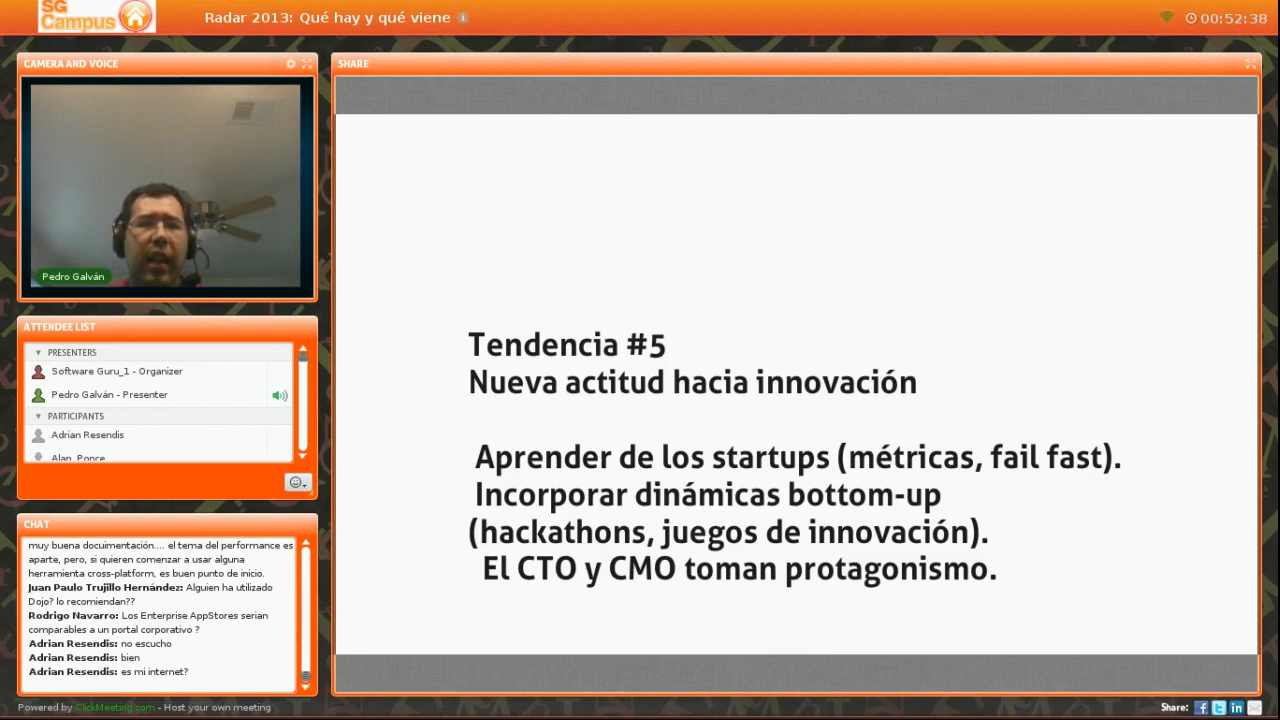 SG
Campus
Radar 2013: Qué hay y qué viene
00:52:38
CAMERA AND VOICE
Pedro Galván
ATTENDEE LIST
PRESENTERS
Software Guru_1 - Organizer
Pedro Galván - Presenter
PARTICIPANTS
Adrian Resendis
Alan Ponce
CHAT
muy buena docuimentación.... el tema del performance es
aparte, pero, si quieren comenzar a usar alguna
herramienta cross-platform, es buen punto de inicio.
Juan Paulo Trujillo Hernández: Alguien ha utilizado
Dojo? lo recomiendan??
Rodrigo Navarro: Los Enterprise AppStores serian
comparables a un portal corporativo ?
Adrian Resendis: no escucho
Adrian Resendis: bien
Adrian Resendis: es mi internet?
SHARE
Tendencia #5
Nueva actitud hacia innovación
Aprender de los startups (métricas, fail fast).
Incorporar dinámicas bottom-up
(hackathons, juegos de innovación).
El CTO y CMO toman protagonismo.
Powered by ClickMeeting.com - Host your own meeting
Share: